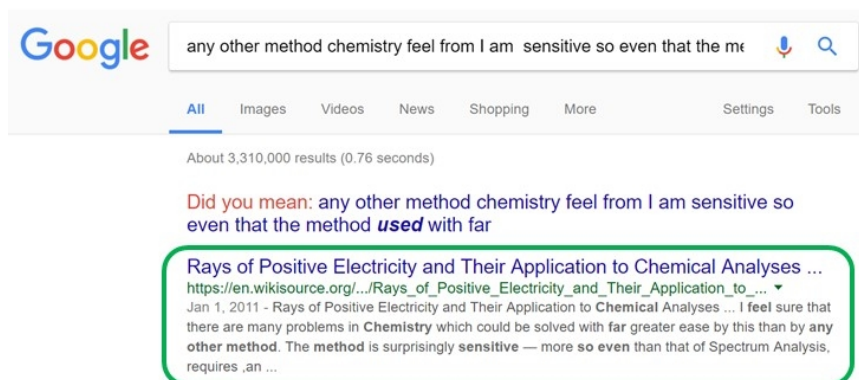 Google any other method chemistry feel from I am sensitive so even that the me
All Images Videos News Shopping More Settings Tools
About 3,310,000 results (0.76 seconds)
Did you mean: any other method chemistry feel from I am sensitive so
even that the method used with far
Rays of Positive Electricity and Their Application to Chemical Analyses ...
https://en.wikisource.org/.../Rays_of_Positive_Electricity_and_Their_Application_to_...
Jan 1, 2011 - Rays of Positive Electricity and Their Application to Chemical Analyses ... I feel sure that
there are many problems in Chemistry which could be solved with far greater ease by this than by any
other method. The method is surprisingly sensitive — more so even than that of Spectrum Analysis,
requires ,an ...